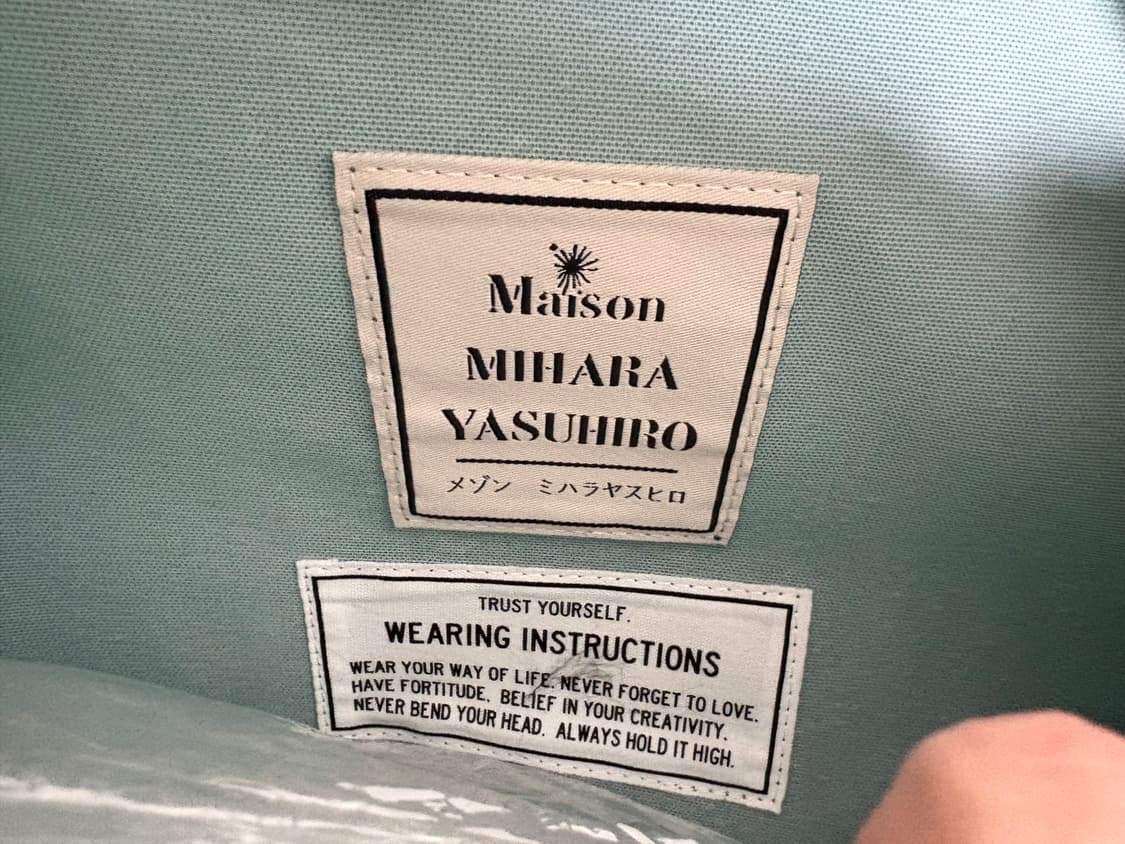 Maison
MIHARA
YASUHIRO
メゾン ミハラヤスヒロ
TRUST YOURSELF.
WEARING INSTRUCTIONS
WEAR YOUR WAY OF LIFE. NEVER FORGET TO LOVE.
HAVE FORTITUDE. BELIEF IN YOUR CREATIVITY.
NEVER BEND YOUR HEAD. ALWAYS HOLD IT HIGH.